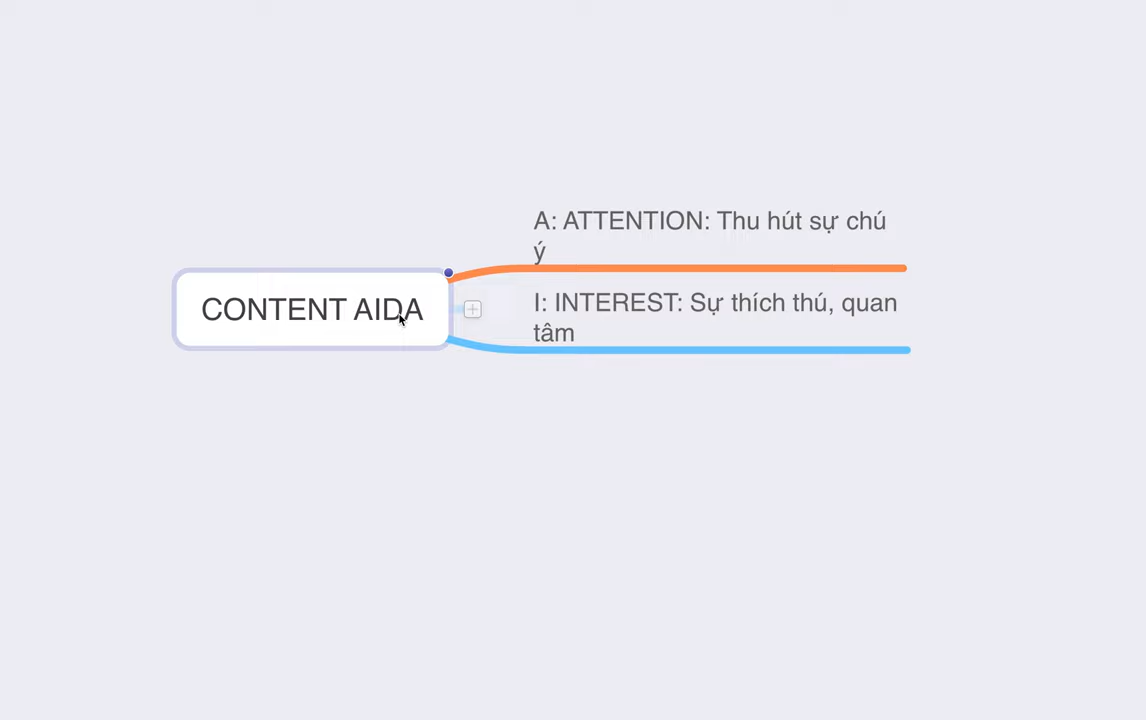 A: ATTENTION: Thu hút sự chú
ý
CONTENT AIDA
I: INTEREST: Sự thích thú, quan
tâm